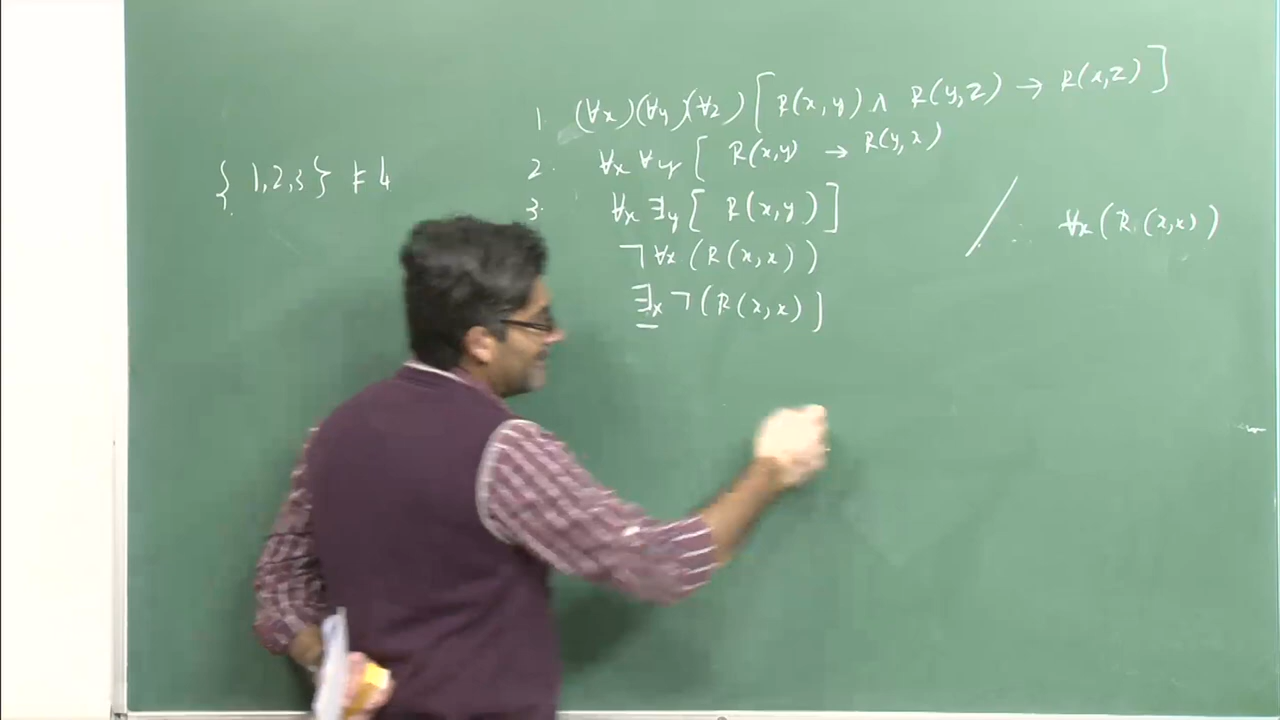 1. (∀x)(∀y)(∀z) [R(x,y) ∧ R(y,z) → R(x,z)]
2. ∀x ∀y [ R(x,y) → R(y,x)
{ 1,2,3 } ⊧ 4
3. ∀x ∃y [ R(x,y) ]
/ ∴ ∀x (R(x,x))
¬∀x (R(x,x))
∃x ¬(R(x,x)]